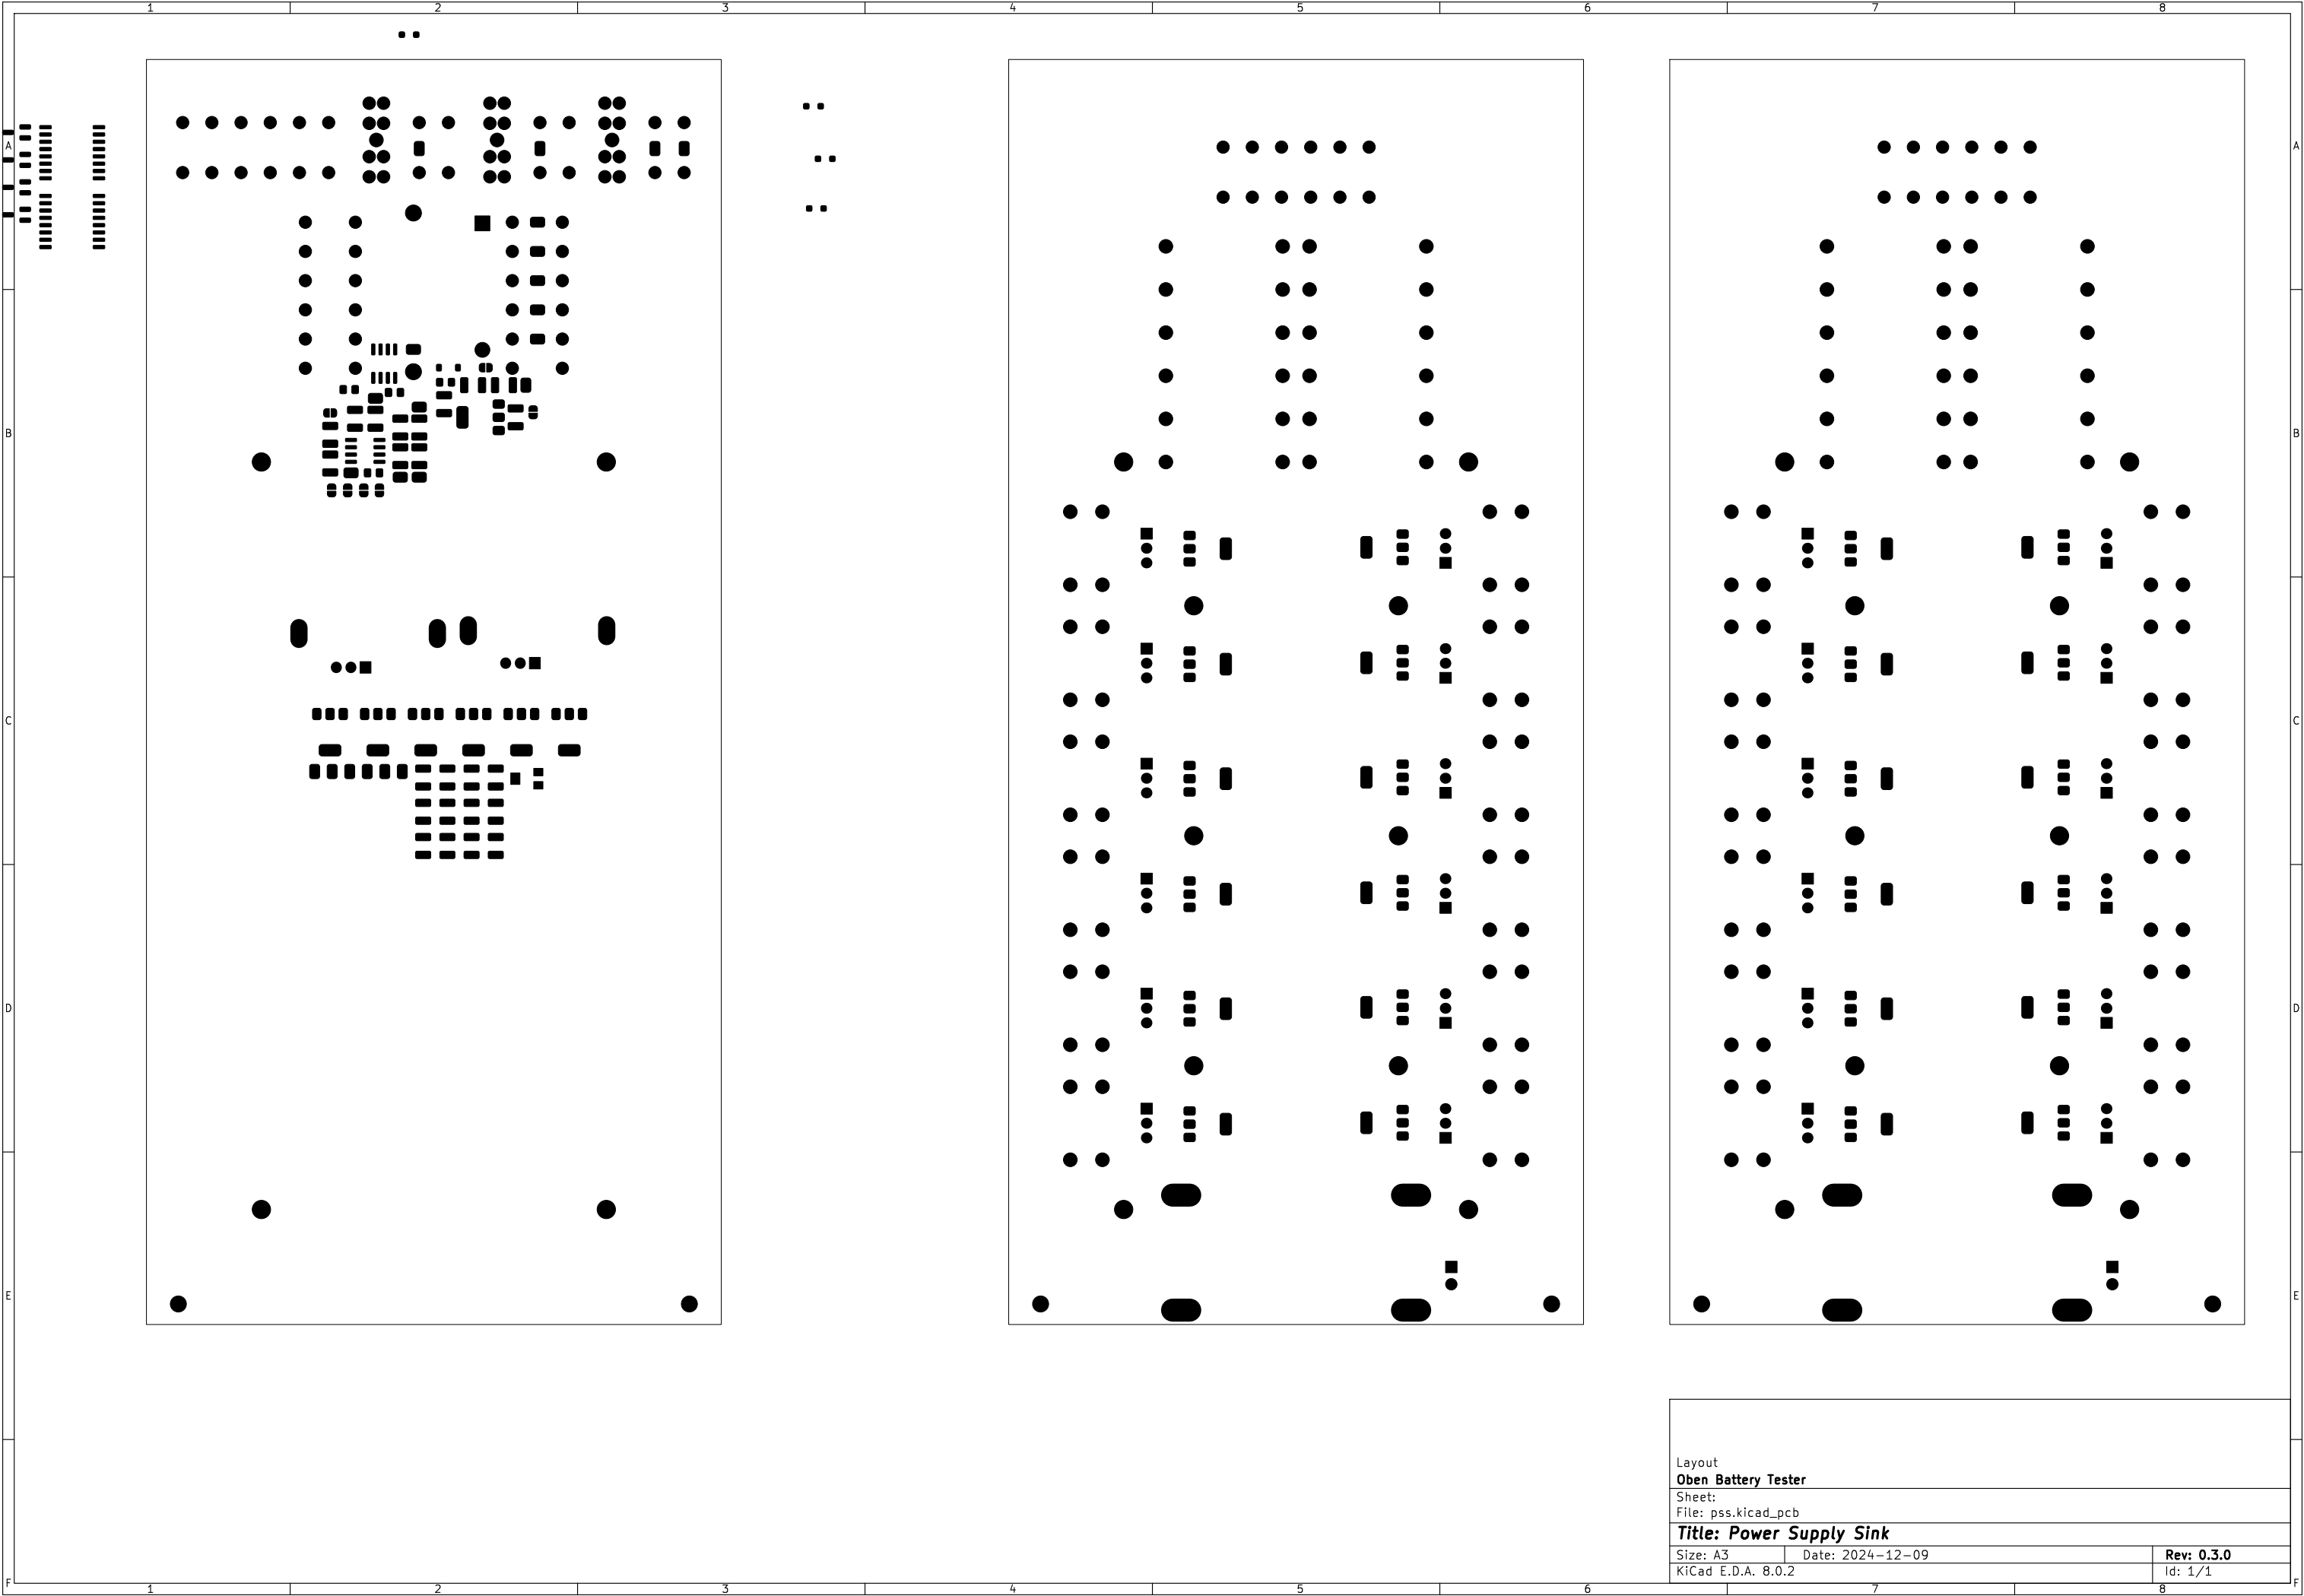 1 2 3 4 5 6 7 8
A A
B B
C C
D D
E E
Layout
Oben Battery Tester
Sheet:
File: pss.kicad_pcb
Title: Power Supply Sink
Size: A3 Date: 2024-12-09 Rev: 0.3.0
KiCad E.D.A. 8.0.2 Id: 1/1
F F
1 2 3 4 5 6 7 8